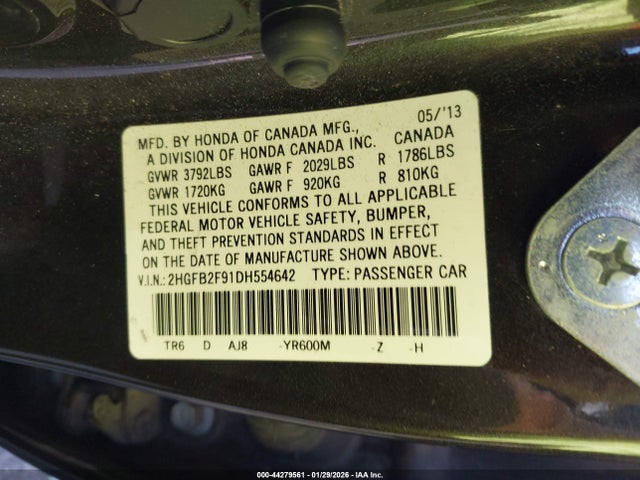 05/'13
MFD. BY HONDA OF CANADA MFG., CANADA
A DIVISION OF HONDA CANADA INC.
GVWR 3792LBS GAWR F 2029LBS R 1786LBS
GVWR 1720KG GAWR F 920KG R 810KG
THIS VEHICLE CONFORMS TO ALL APPLICABLE
FEDERAL MOTOR VEHICLE SAFETY, BUMPER,
AND THEFT PREVENTION STANDARDS IN EFFECT
ON THE DATE OF MANUFACTURE SHOWN ABOVE.
V.I.N.: 2HGFB2F91DH554642 TYPE: PASSENGER CAR
TR6 D AJ8 -YR600M -Z -H
000-44279561 - 01/29/2026 - IAA Inc.